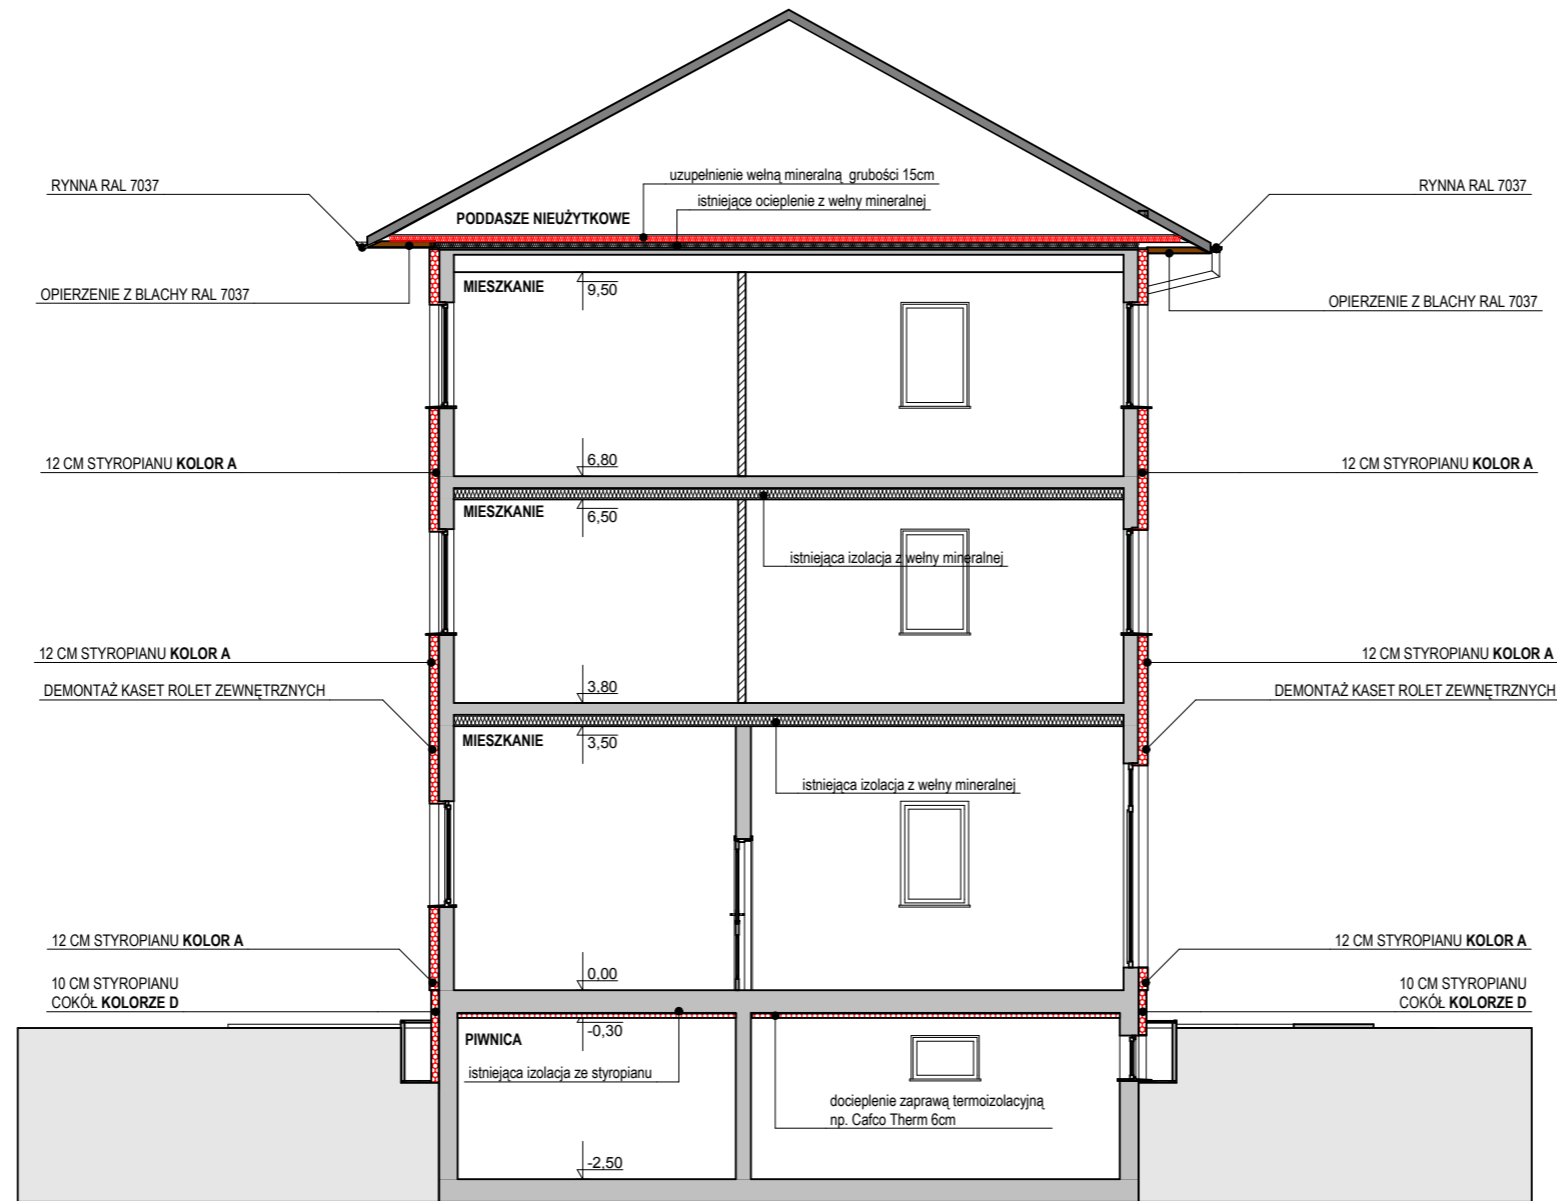 uzupełnienie wełną mineralną grubości 15cm
RYNNA RAL 7037
RYNNA RAL 7037
istniejące ocieplenie z wełny mineralnej
PODDASZE NIEUŻYTKOWE
MIESZKANIE
9,50
OPIERZENIE Z BLACHY RAL 7037
OPIERZENIE Z BLACHY RAL 7037
6,80
12 CM STYROPIANU KOLOR A
12 CM STYROPIANU KOLOR A
MIESZKANIE
6,50
istniejąca izolacja z wełny mineralnej
12 CM STYROPIANU KOLOR A
12 CM STYROPIANU KOLOR A
3,80
DEMONTAŻ KASET ROLET ZEWNĘTRZNYCH
DEMONTAŻ KASET ROLET ZEWNĘTRZNYCH
MIESZKANIE
3,50
istniejąca izolacja z wełny mineralnej
12 CM STYROPIANU KOLOR A
12 CM STYROPIANU KOLOR A
0,00
10 CM STYROPIANU
COKÓŁ KOLORZE D
10 CM STYROPIANU
COKÓŁ KOLORZE D
-0,30
PIWNICA
istniejąca izolacja ze styropianu
docieplenie zaprawą termoizolacyjną
np. Cafco Therm 6cm
-2,50